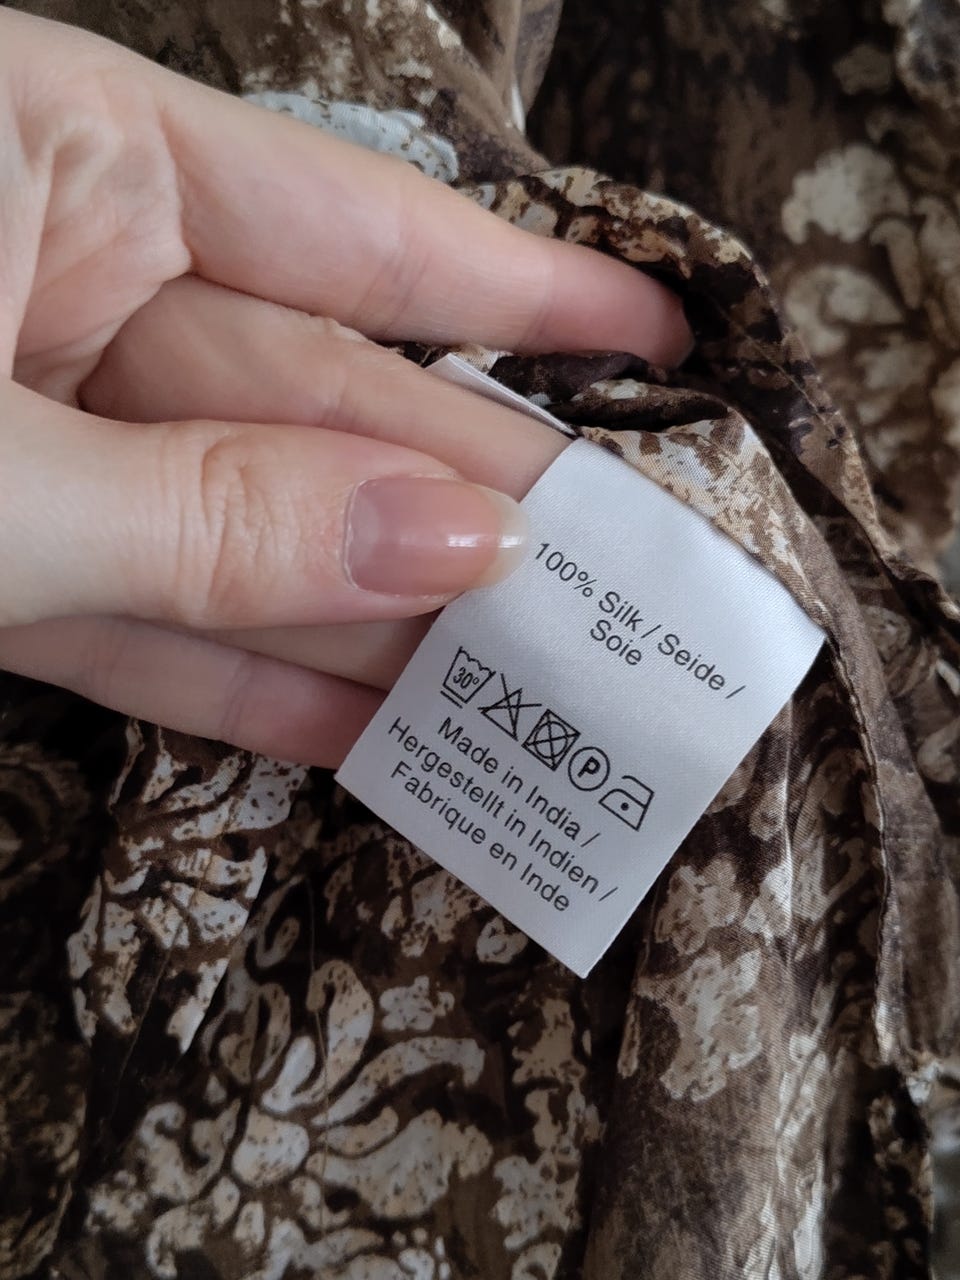 100% Silk / Seide /
Soie
30°
P
Made in India /
Hergestellt in Indien /
Fabrique en Inde